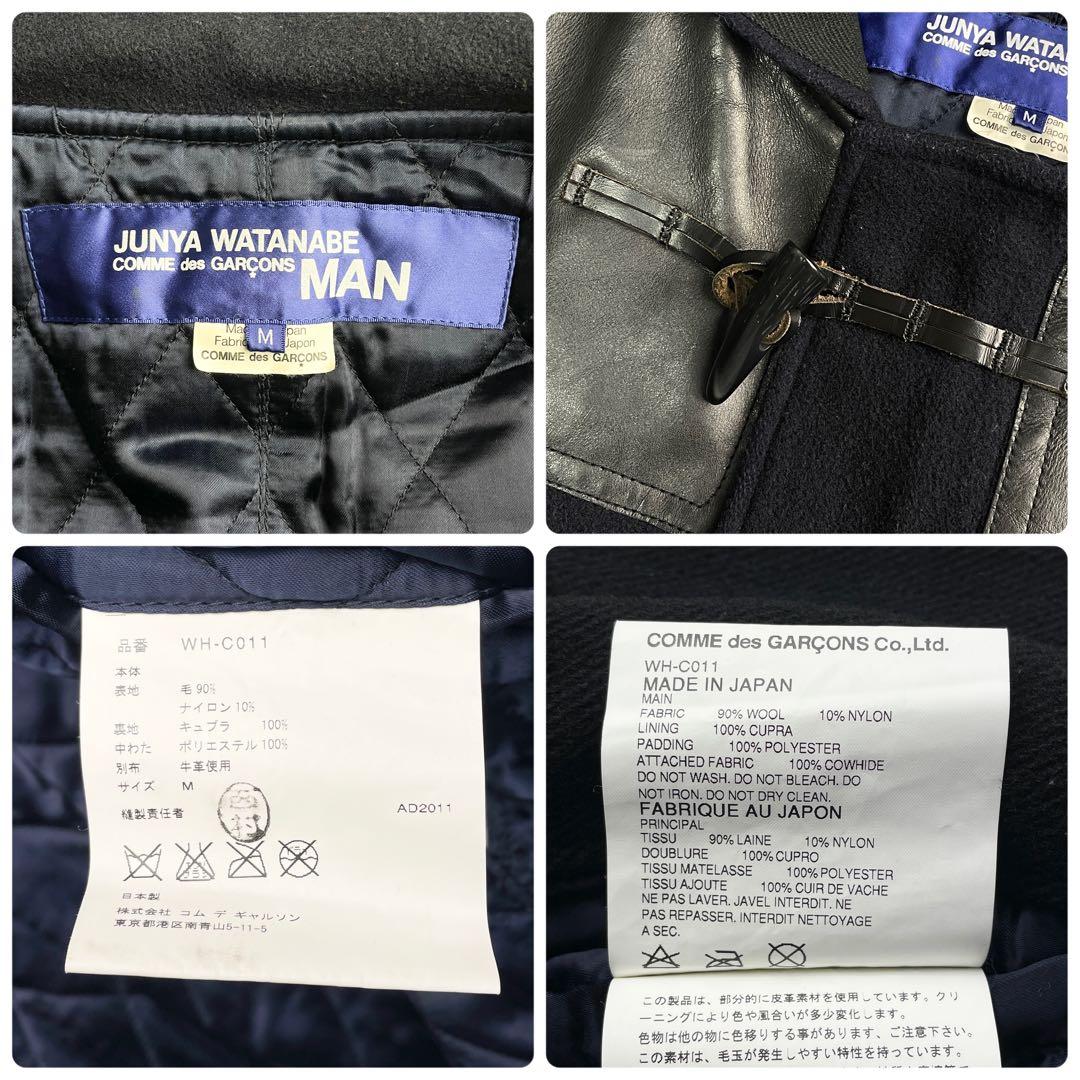 JUNYA WATANABE
COMME des GARÇONS MAN
Made Japan
Fabric Japan
M
COMME des GARÇONS
JUNYA WATA
COMME des GARÇONS
M
COMME des GARÇON
品番 WH-C011
本体
表地 毛 90%
ナイロン 10%
裏地 キュプラ 100%
中わた ポリエステル 100%
別布 牛革使用
サイズ M
縫製責任者
AD2011
日本製
株式会社 コム デ ギャルソン
東京都港区南青山5-11-5
COMME des GARÇONS Co.,Ltd.
WH-C011
MADE IN JAPAN
MAIN
FABRIC 90% WOOL 10% NYLON
LINING 100% CUPRA
PADDING 100% POLYESTER
ATTACHED FABRIC 100% COWHIDE
DO NOT WASH. DO NOT BLEACH. DO
NOT IRON. DO NOT DRY CLEAN.
FABRIQUE AU JAPON
PRINCIPAL
TISSU 90% LAINE 10% NYLON
DOUBLURE 100% CUPRO
TISSU MATELASSE 100% POLYESTER
TISSU AJOUTE 100% CUIR DE VACHE
NE PAS LAVER. JAVEL INTERDIT. NE
PAS REPASSER. INTERDIT NETTOYAGE
A SEC.
この製品は、部分的に皮革素材を使用しています。クリ
ーニングにより色や風合いが多少変化します。
色物は他の物に色移りする事があります、ご注意下さい。
この素材は、毛玉が発生しやすい特性を持っています。